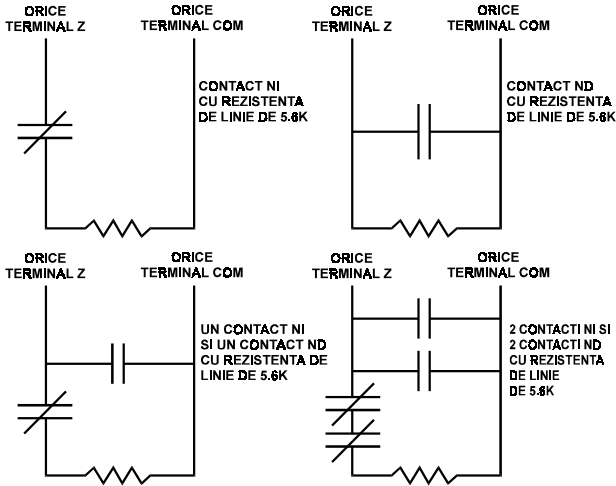 ORICE
TERMINAL Z
ORICE
TERMINAL COM
CONTACT NI
CU REZISTENTA
DE LINIE DE 5.6K
ORICE
TERMINAL Z
ORICE
TERMINAL COM
CONTACT ND
CU REZISTENTA
DE LINIE DE 5.6K
ORICE
TERMINAL Z
ORICE
TERMINAL COM
UN CONTACT NI
SI UN CONTACT ND
CU REZISTENTA DE
LINIE DE 5.6K
ORICE
TERMINAL Z
ORICE
TERMINAL COM
2 CONTACTI NI SI
2 CONTACTI ND
CU REZISTENTA
DE LINIE
DE 5.6K